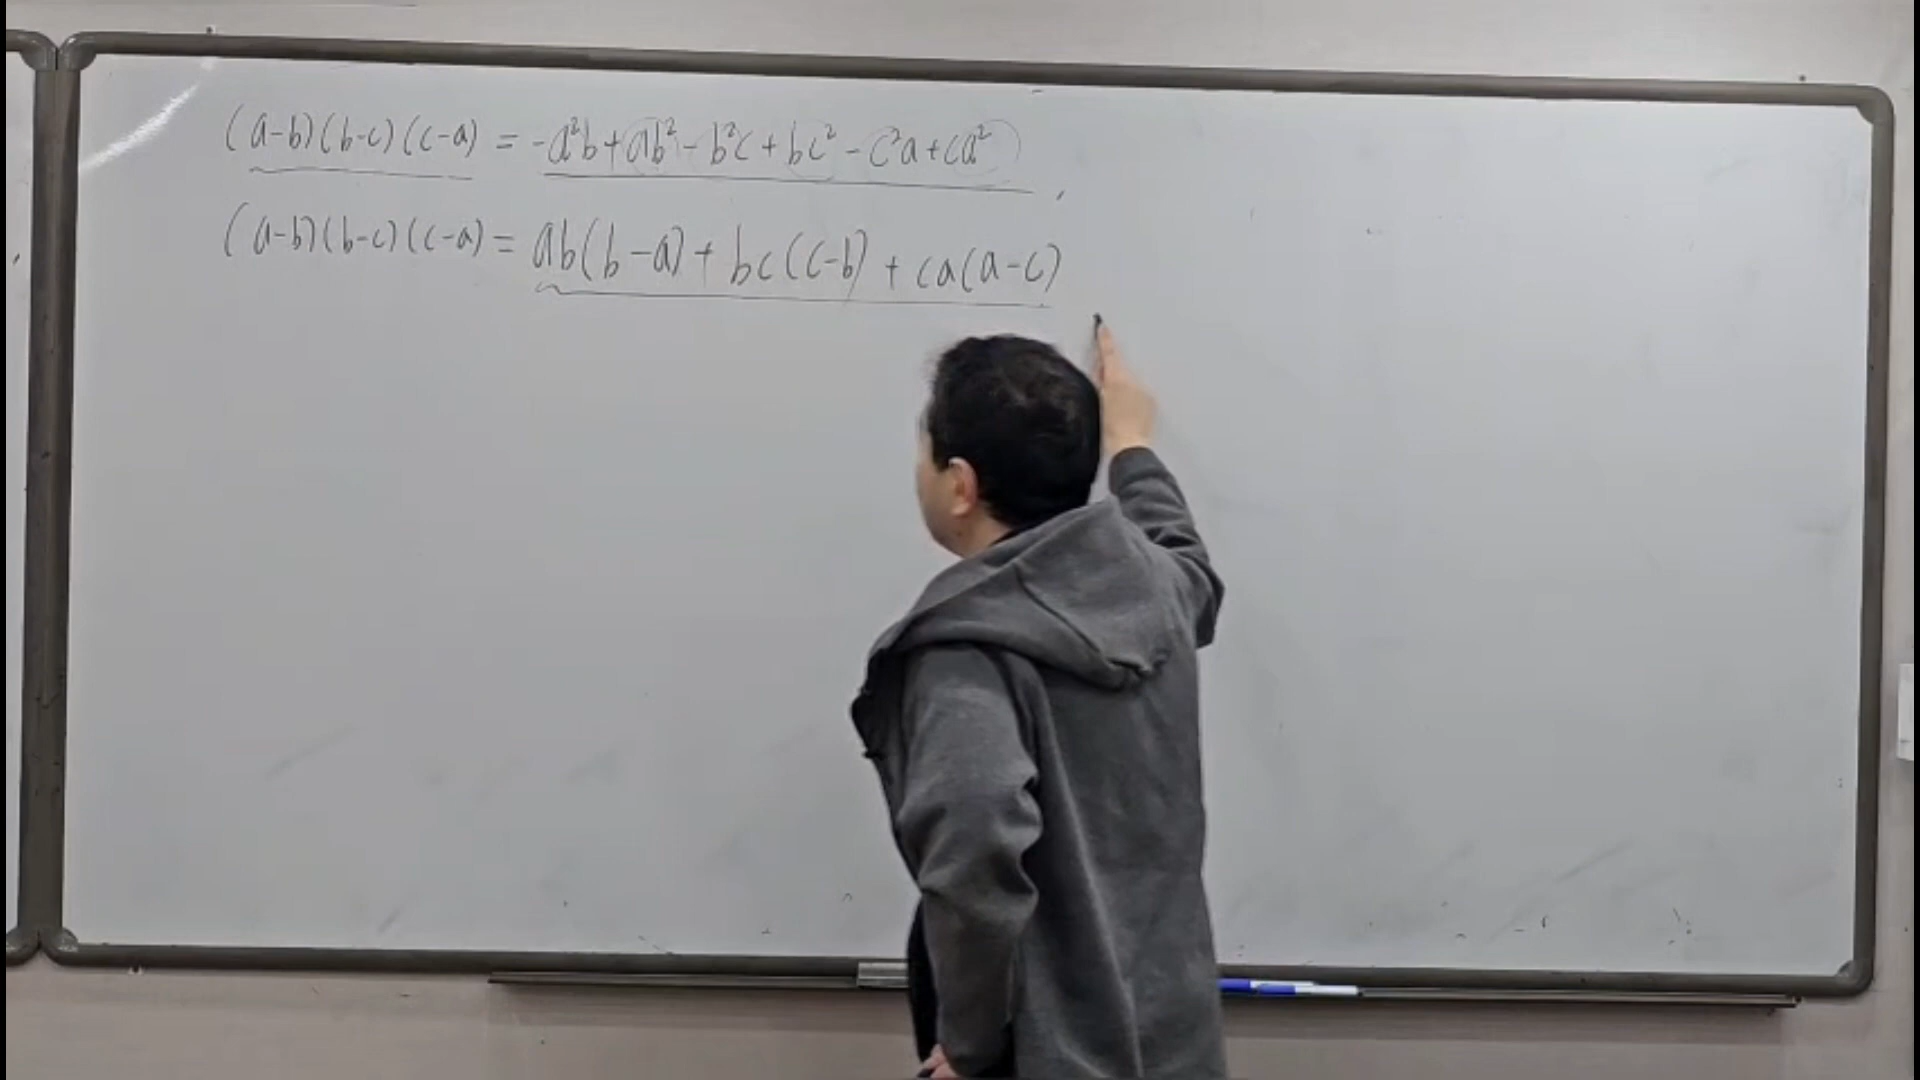 (a-b)(b-c)(c-a) = -a²b+ab²-b²c+bc²-c²a+ca²,
(a-b)(b-c)(c-a) = ab(b-a)+bc(c-b)+ca(a-c)